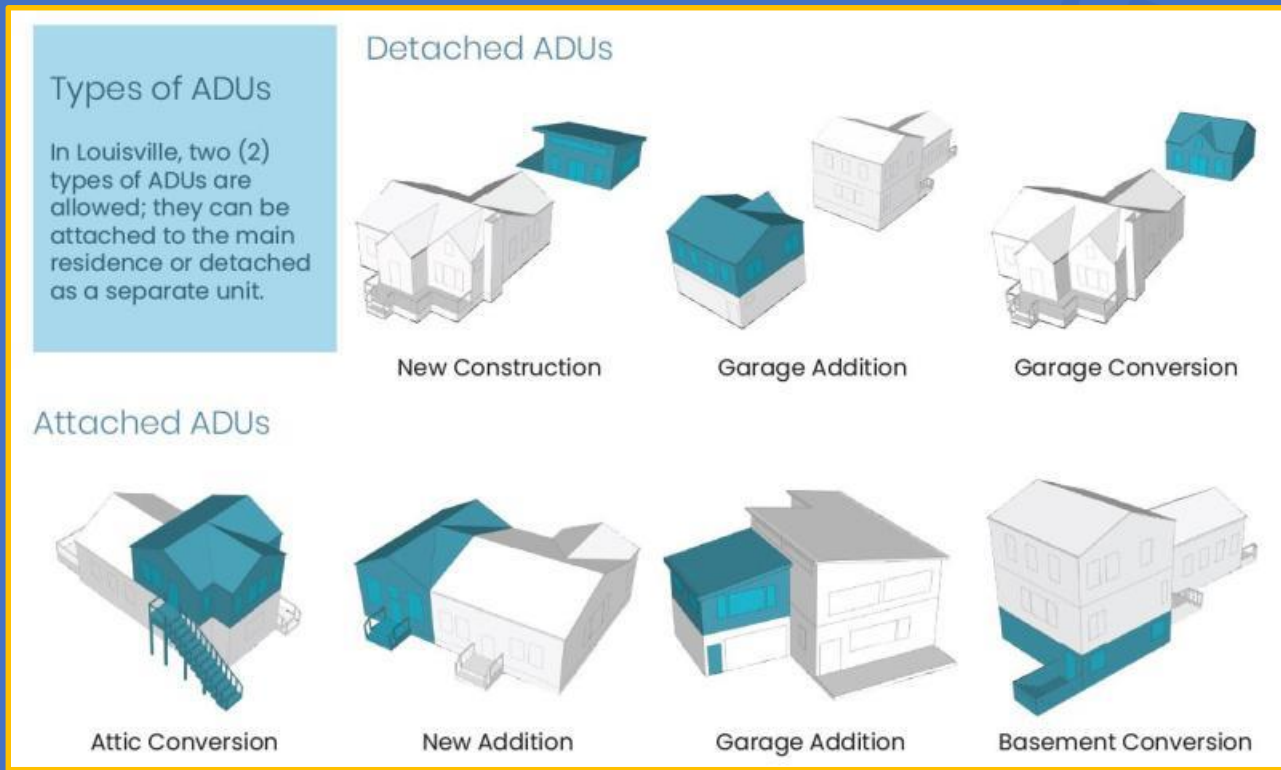 Types of ADUs
In Louisville, two (2)
types of ADUs are
allowed; they can be
attached to the main
residence or detached
as a separate unit.
Detached ADUs
New Construction
Garage Addition
Garage Conversion
Attached ADUs
Attic Conversion
New Addition
Garage Addition
Basement Conversion